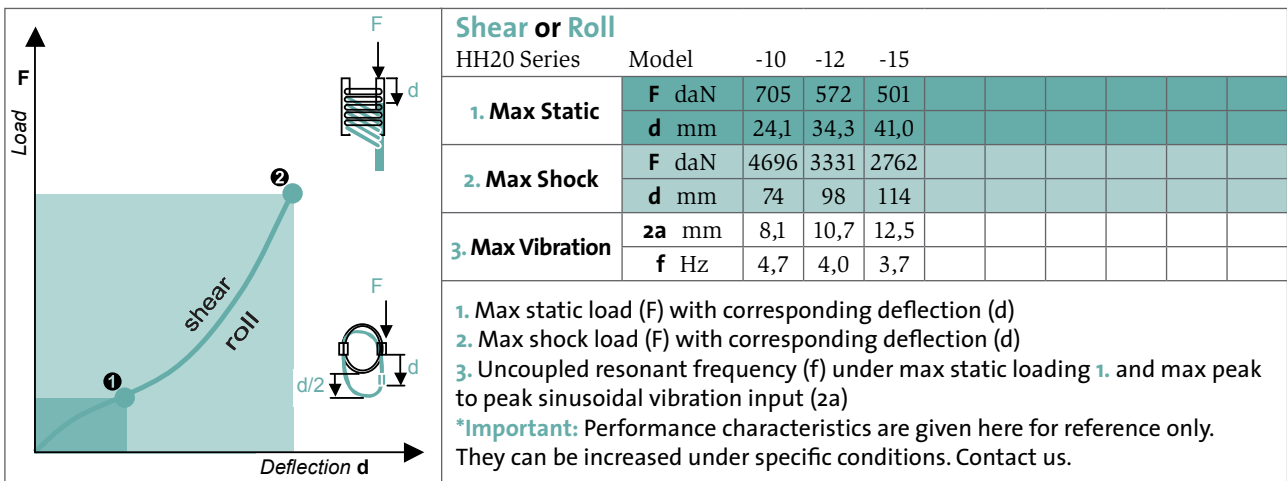 F
Load
F
d
❷
shear
roll
❶
F
d/2
d
Deflection d
Shear or Roll
HH20 Series Model -10 -12 -15
1. Max Static
F daN 705 572 501
d mm 24,1 34,3 41,0
2. Max Shock
F daN 4696 3331 2762
d mm 74 98 114
3. Max Vibration
2a mm 8,1 10,7 12,5
f Hz 4,7 4,0 3,7
1. Max static load (F) with corresponding deflection (d)
2. Max shock load (F) with corresponding deflection (d)
3. Uncoupled resonant frequency (f) under max static loading 1. and max peak
to peak sinusoidal vibration input (2a)
*Important: Performance characteristics are given here for reference only.
They can be increased under specific conditions. Contact us.